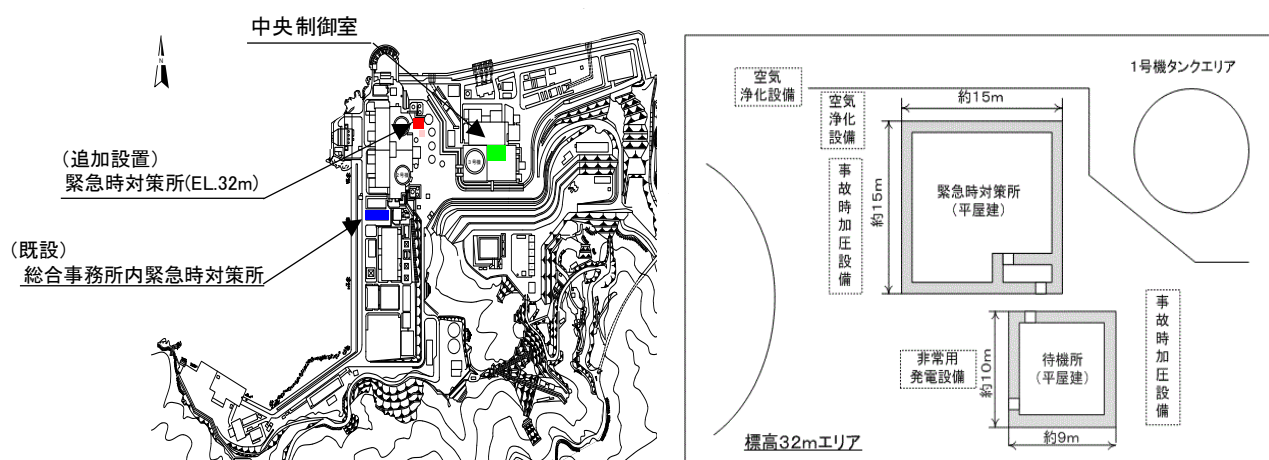 中央制御室
(追加設置)
緊急時対策所(EL.32m)
(既設)
総合事務所内緊急時対策所
3号機
2号機
空気
浄化設備
空気
浄化
設備
1号機タンクエリア
約15m
約15m
事故時加圧設備
緊急時対策所
(平屋建)
非常用
発電設備
約10m
待機所
(平屋建)
事故時加圧設備
約9m
標高32mエリア